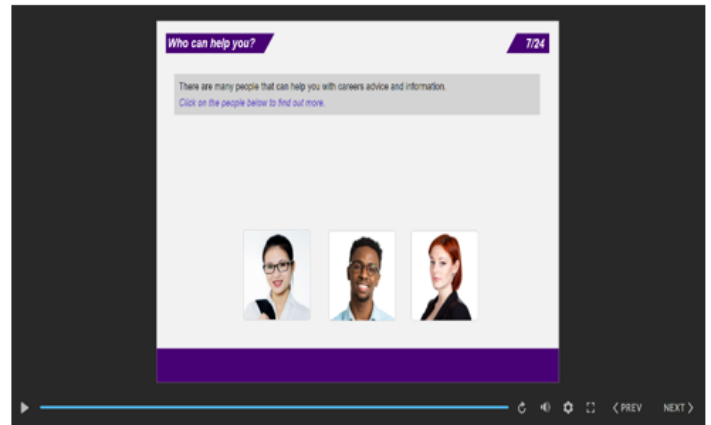 Who can help you?
7/24
There are many people that can help you with careers advice and information.
Click on the people below to find out more.
PREV
NEXT